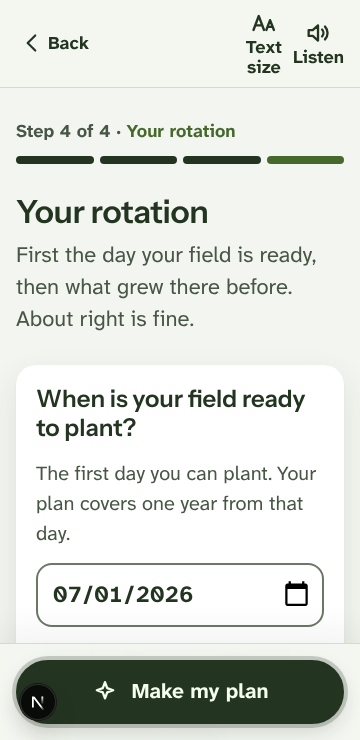 Back
Text
size
Listen
Step 4 of 4 · Your rotation
Your rotation
First the day your field is ready,
then what grew there before.
About right is fine.
When is your field ready
to plant?
The first day you can plant. Your
plan covers one year from that
day.
07/01/2026
Make my plan
N